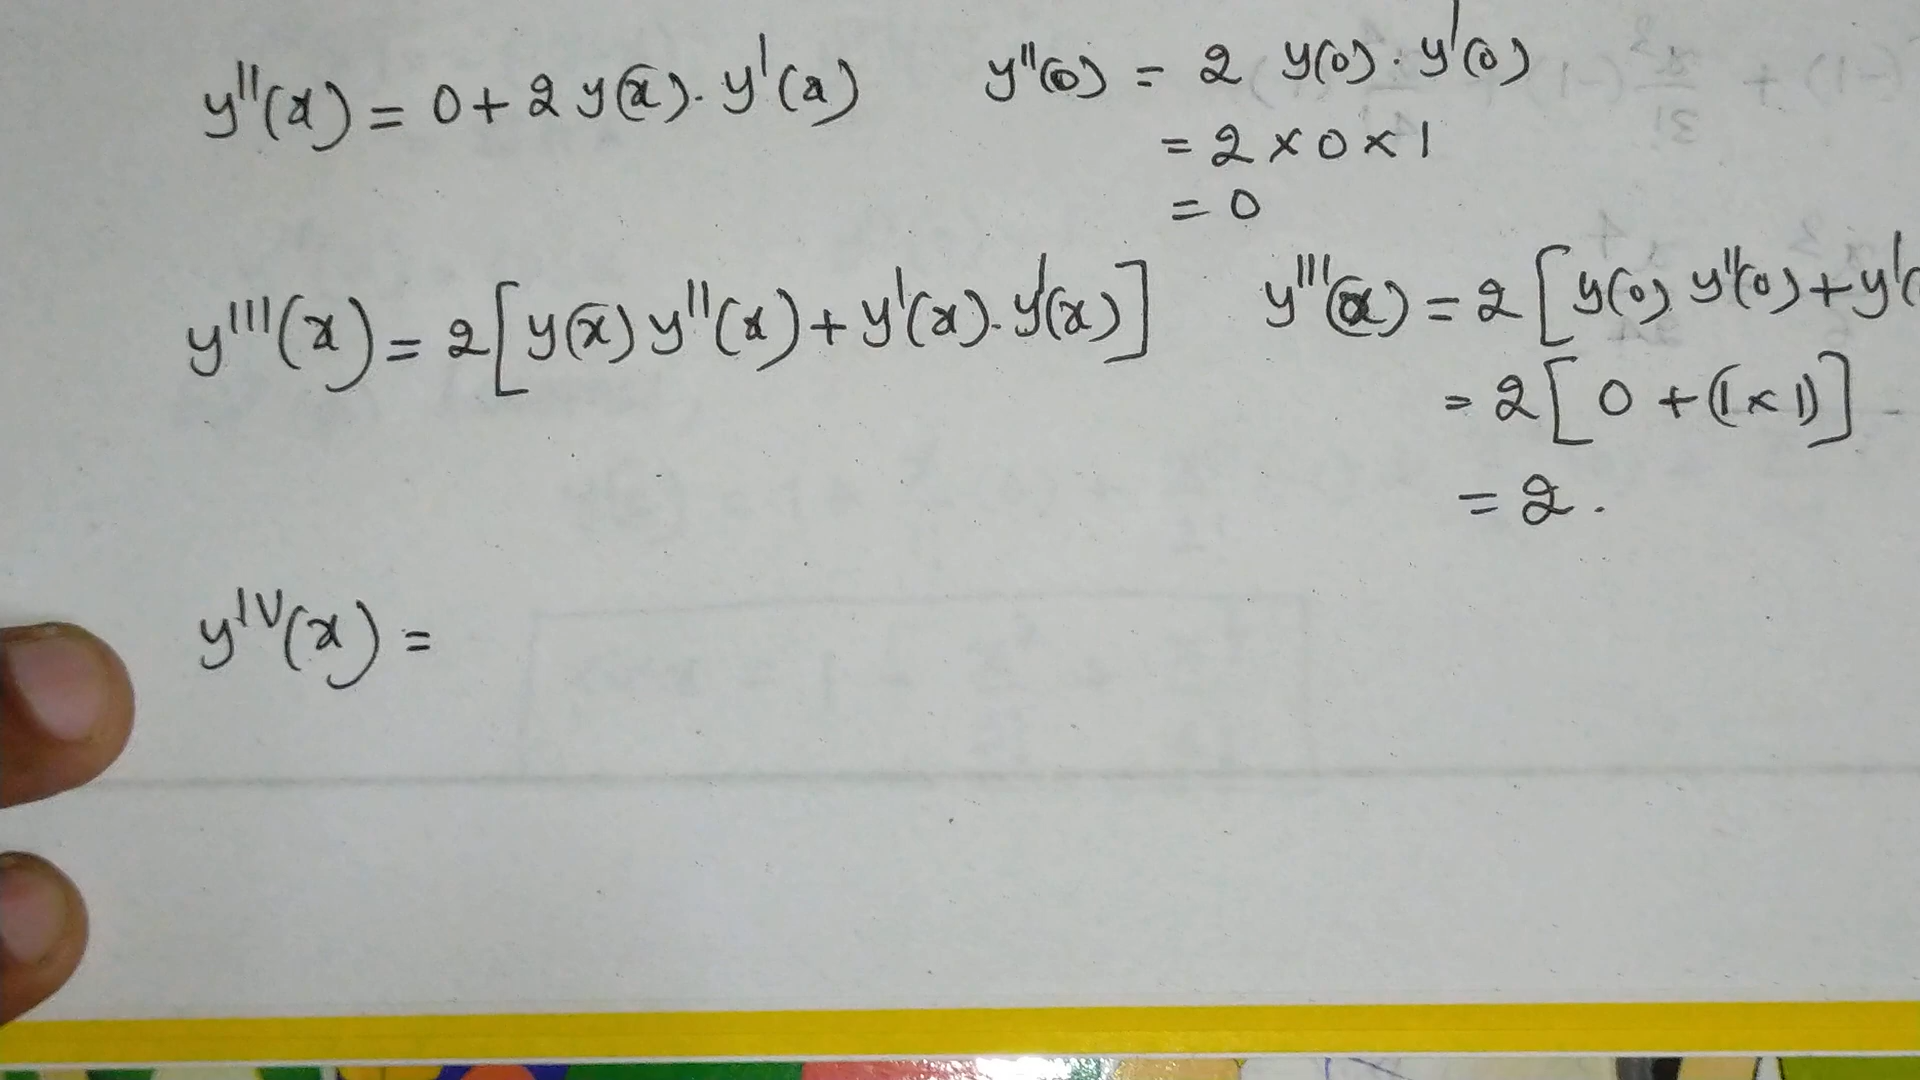 y''(x) = 0 + 2 y(x). y'(x)
y''(0) = 2 y(0). y'(0)
= 2 × 0 × 1
= 0
y'''(x) = 2[y(x) y''(x) + y'(x). y'(x)]
y'''(0) = 2[y(0) y''(0) + y'(
= 2[0 + (1 × 1)]
= 2.
y^{IV}(x) =